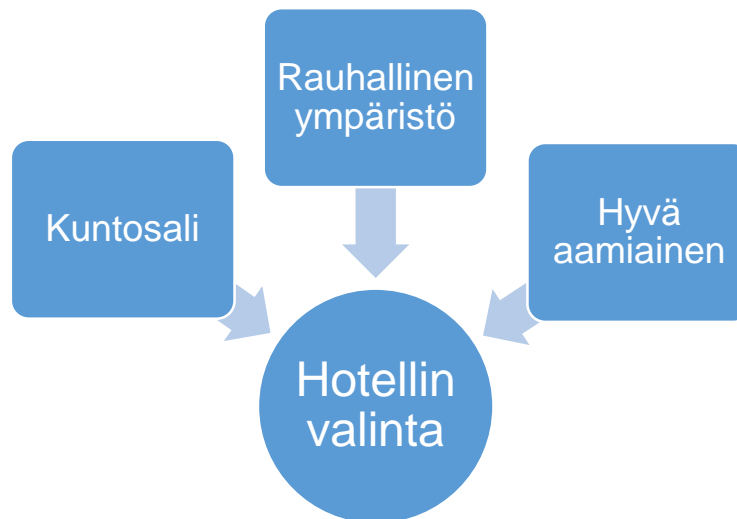 Rauhallinen
ympäristö
Kuntosali
Hyvä
aamiainen
Hotellin
valinta